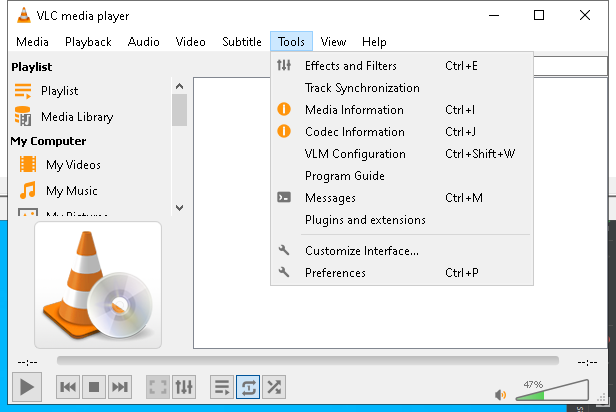 VLC media player
Media Playback Audio Video Subtitle Tools View Help
Playlist
Playlist
Media Library
My Computer
My Videos
My Music
My Pictures
Effects and Filters Ctrl+E
Track Synchronization
Media Information Ctrl+I
Codec Information Ctrl+J
VLM Configuration Ctrl+Shift+W
Program Guide
Messages Ctrl+M
Plugins and extensions
Customize Interface...
Preferences Ctrl+P
--:-- --:--
47%